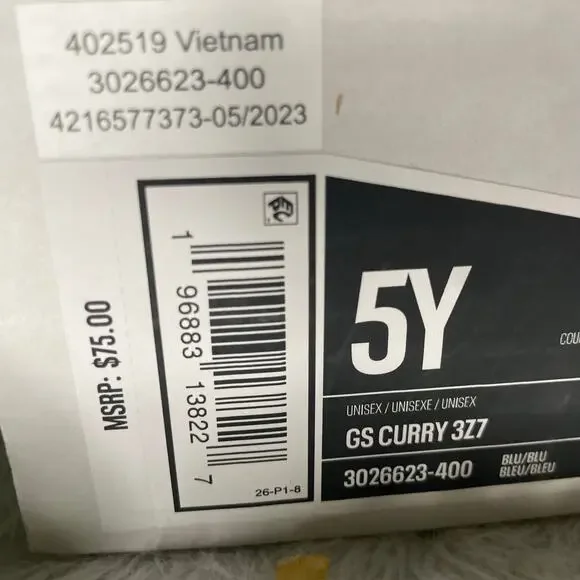 402519 Vietnam
3026623-400
4216577373-05/2023
MSRP: $75.00
1 96883 13822 7
26-P1-8
5Y
UNISEX / UNISEXE / UNISEX
GS CURRY 3Z7
3026623-400
BLU/BLU
BLEU/BLEU